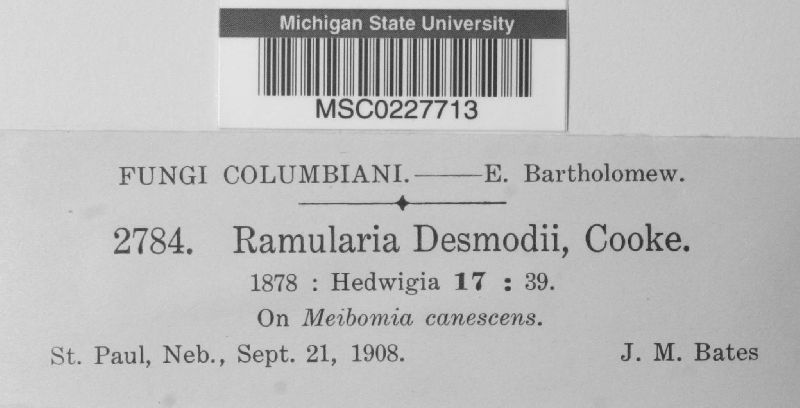 Michigan State University
MSC0227713
FUNGI COLUMBIANI.——E. Bartholomew.
2784. Ramularia Desmodii, Cooke.
1878 : Hedwigia 17 : 39.
On Meibomia canescens.
St. Paul, Neb., Sept. 21, 1908. J. M. Bates